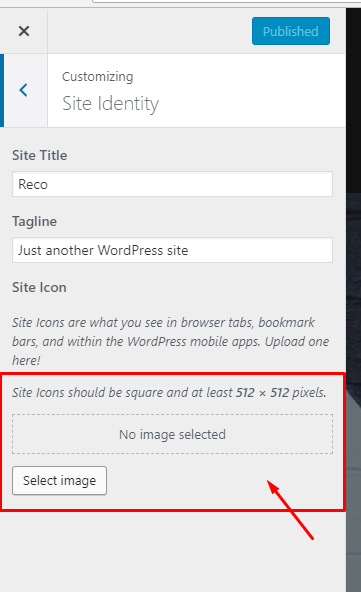 Published
Customizing
Site Identity
Site Title
Reco
Tagline
Just another WordPress site
Site Icon
Site Icons are what you see in browser tabs, bookmark
bars, and within the WordPress mobile apps. Upload one
here!
Site Icons should be square and at least 512 × 512 pixels.
No image selected
Select image